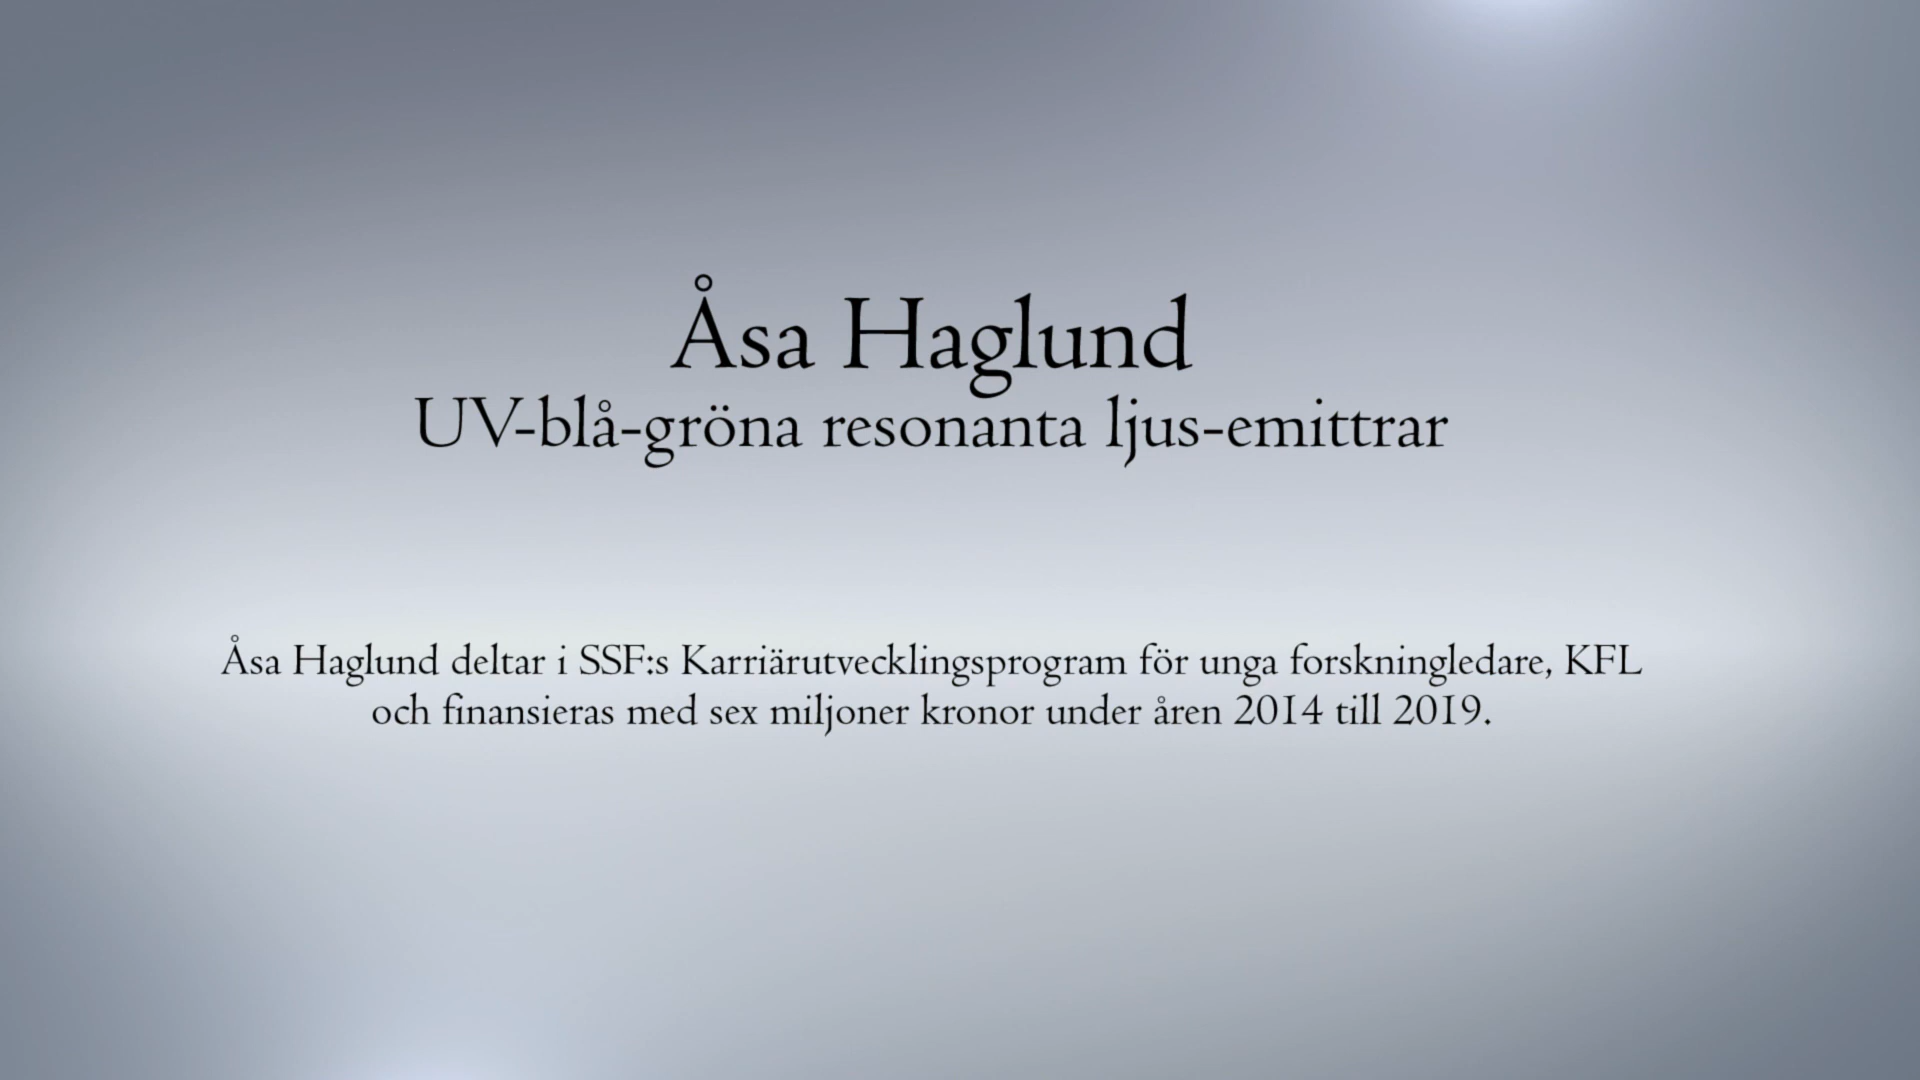 Åsa Haglund
UV-blå-gröna resonanta ljus-emittrar
Åsa Haglund deltar i SSF:s Karriärutvecklingsprogram för unga forskningledare, KFL
och finansieras med sex miljoner kronor under åren 2014 till 2019.